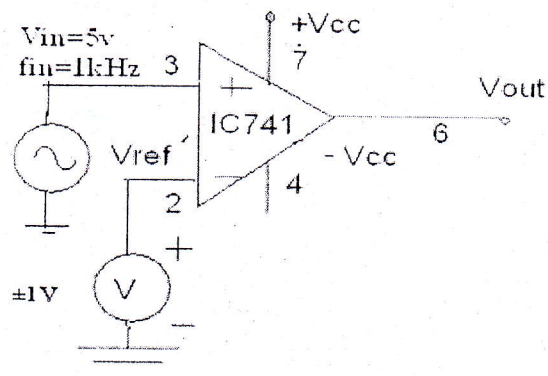 Vin=5v
fin=1kHz
3
+Vcc
7
+
IC741
Vout
6
Vref
- Vcc
2
4
+
±1V
V